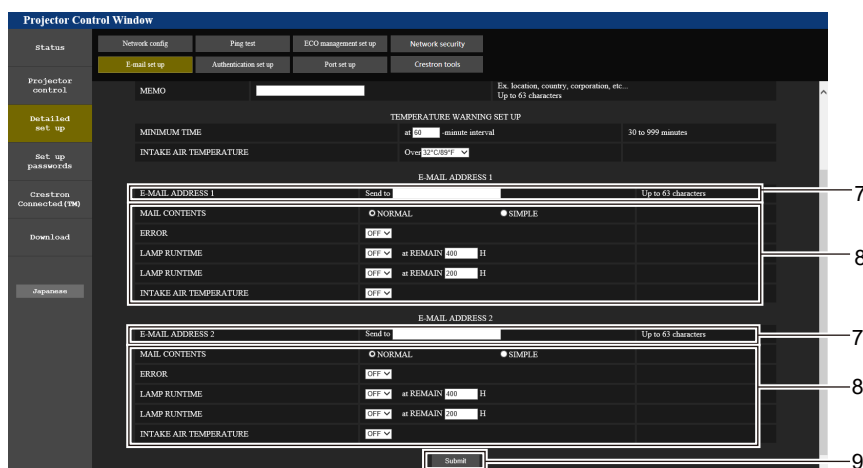 Projector Control Window
Status
Projector control
Detailed set up
Set up passwords
Crestron Connected(TM)
Download
Japanese
Network config Ping test ECO management set up Network security
E-mail set up Authentication set up Port set up Crestron tools
MEMO Ex. location, country, corporation, etc...
Up to 63 characters
TEMPERATURE WARNING SET UP
MINIMUM TIME at 60 -minute interval 30 to 999 minutes
INTAKE AIR TEMPERATURE Over 32°C/89°F
E-MAIL ADDRESS 1
E-MAIL ADDRESS 1 Send to Up to 63 characters 7
MAIL CONTENTS NORMAL SIMPLE
ERROR OFF
LAMP RUNTIME OFF at REMAIN 400 H 8
LAMP RUNTIME OFF at REMAIN 200 H
INTAKE AIR TEMPERATURE OFF
E-MAIL ADDRESS 2
E-MAIL ADDRESS 2 Send to Up to 63 characters 7
MAIL CONTENTS NORMAL SIMPLE
ERROR OFF
LAMP RUNTIME OFF at REMAIN 400 H 8
LAMP RUNTIME OFF at REMAIN 200 H
INTAKE AIR TEMPERATURE OFF
Submit 9